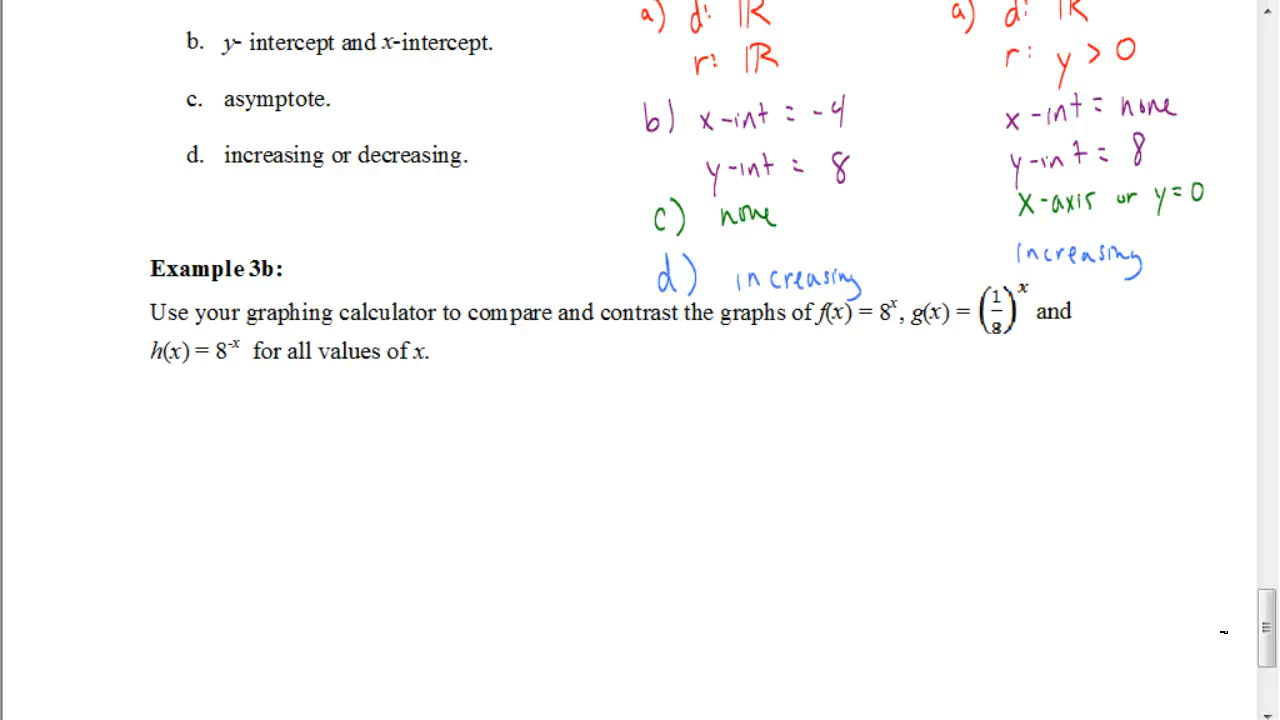 a) d: ℝ
a) d: ℝ
b. y- intercept and x-intercept.
r: ℝ
r: y > 0
c. asymptote.
b) x-int = -4
x-int = none
d. increasing or decreasing.
y-int = 8
y-int = 8
c) none
x-axis or y=0
Example 3b:
d) increasing
increasing
Use your graphing calculator to compare and contrast the graphs of f(x) = 8ˣ, g(x) = (1/8)ˣ and
h(x) = 8⁻ˣ for all values of x.